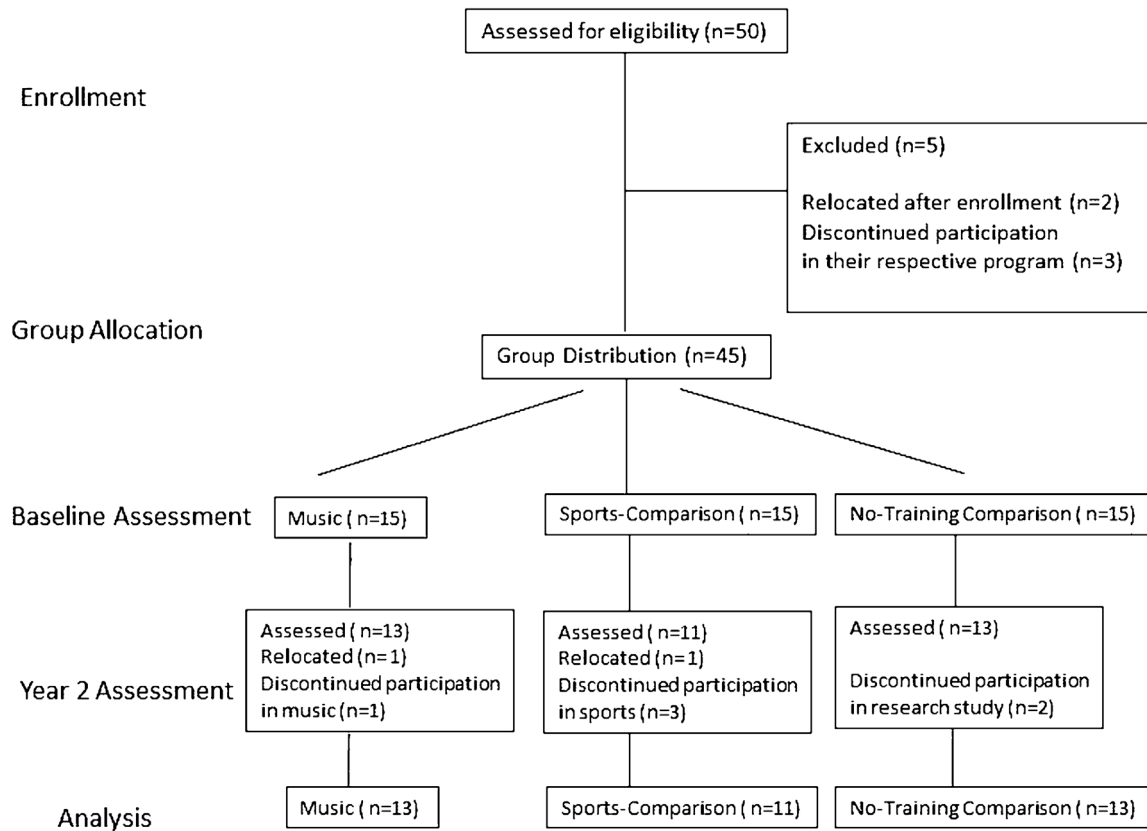 Assessed for eligibility (n=50)
Enrollment
Excluded (n=5)
Relocated after enrollment (n=2)
Discontinued participation
in their respective program (n=3)
Group Allocation
Group Distribution (n=45)
Baseline Assessment
Music ( n=15)
Sports-Comparison ( n=15)
No-Training Comparison ( n=15)
Year 2 Assessment
Assessed ( n=13)
Relocated (n=1)
Discontinued participation
in music (n=1)
Assessed ( n=11)
Relocated (n=1)
Discontinued participation
in sports (n=3)
Assessed (n=13)
Discontinued participation
in research study (n=2)
Analysis
Music (n=13)
Sports-Comparison (n=11)
No-Training Comparison (n=13)